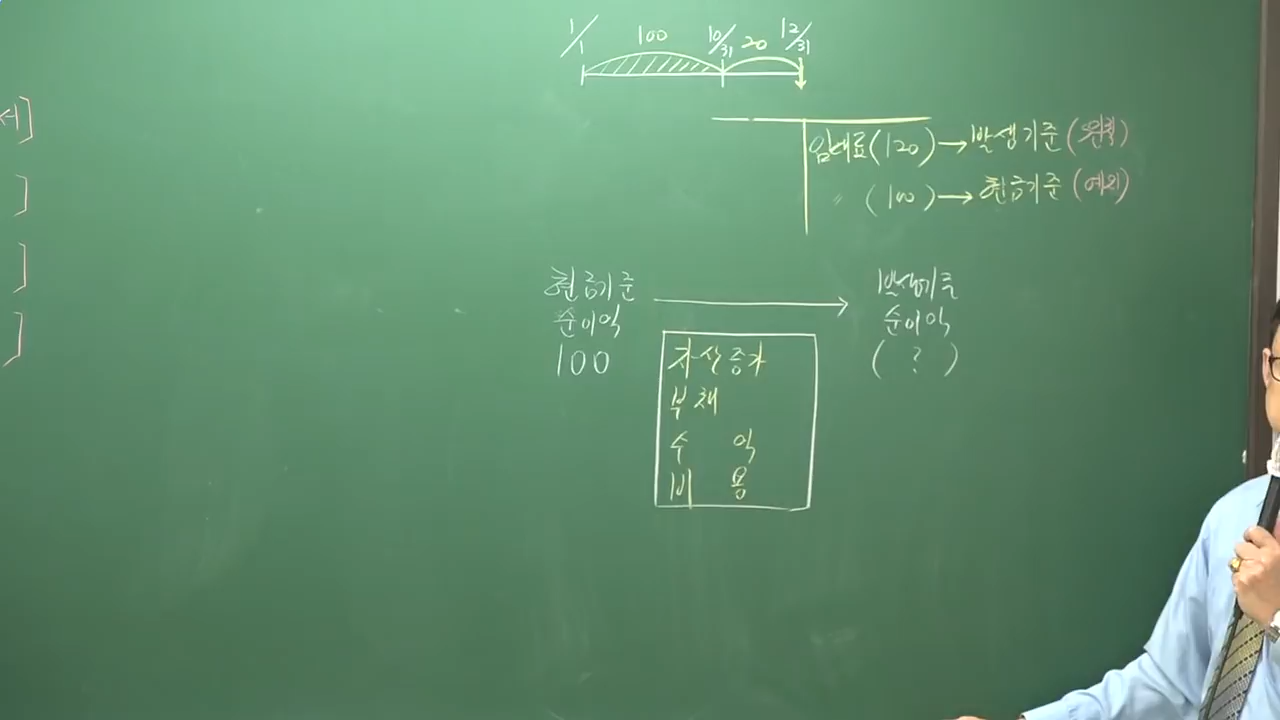 세]
]
]
]
1/1 100 10/31 20 12/31
임대료(120)→발생기준(원칙)
〃 (100)→현금기준(예외)
현금기준 → 발생기준
순이익 순이익
100 ( ? )
자산증가
부채
수 익
비 용